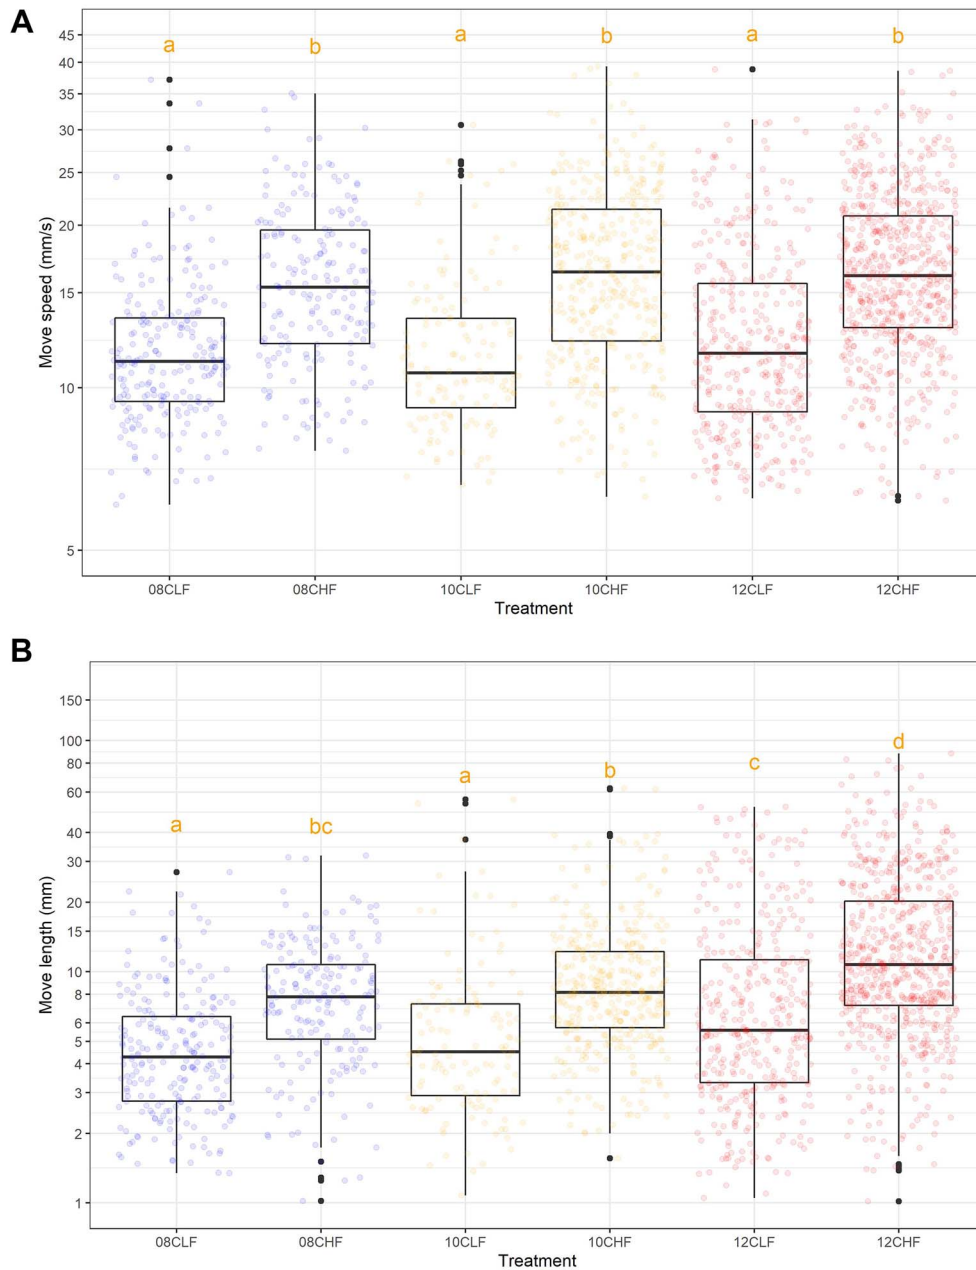 A
Move speed (mm/s)
45
40
35
30
25
20
15
10
5
a
b
a
b
a
b
08CLF
08CHF
10CLF
10CHF
12CLF
12CHF
Treatment
B
Move length (mm)
150
100
80
60
40
30
20
15
10
8
6
5
4
3
2
1
a
bc
a
b
c
d
08CLF
08CHF
10CLF
10CHF
12CLF
12CHF
Treatment